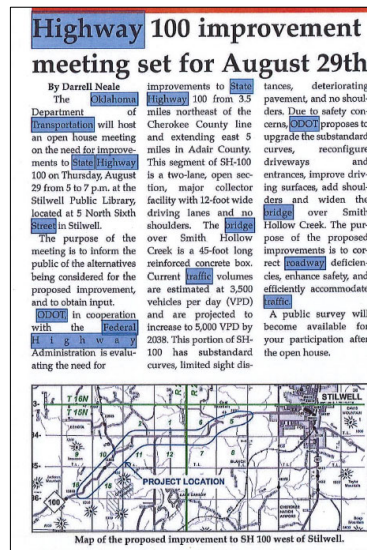 Highway 100 improvement
meeting set for August 29th
By Darrell Neale
The Oklahoma
Department of
Transportation will host
an open house meeting
on the need for improve-
ments to State Highway
100 on Thursday, August
29 from 5 to 7 p.m. at the
Stilwell Public Library,
located at 5 North Sixth
Street in Stilwell.
The purpose of the
meeting is to inform the
public of the alternatives
being considered for the
proposed improvement,
and to obtain input.
ODOT, in cooperation
with the Federal
Highway
Administration is evalu-
ating the need for
improvements to State
Highway 100 from 3.5
miles northeast of the
Cherokee County line
and extending east 5
miles in Adair County.
This segment of SH-100
is a two-lane, open sec-
tion, major collector
facility with 12-foot wide
driving lanes and no
shoulders. The bridge
over Smith Hollow
Creek is a 45-foot long
reinforced concrete box.
Current traffic volumes
are estimated at 3,500
vehicles per day (VPD)
and are projected to
increase to 5,000 VPD by
2038. This portion of SH-
100 has substandard
curves, limited sight dis-
tances, deteriorating
pavement, and no shoul-
ders. Due to safety con-
cerns, ODOT proposes to
upgrade the substandard
curves, reconfigure
driveways and
entrances, improve driv-
ing surfaces, add shoul-
ders and widen the
bridge over Smith
Hollow Creek. The pur-
pose of the proposed
improvements is to cor-
rect roadway deficien-
cies, enhance safety, and
efficiently accommodate
traffic.
A public survey will
become available for
your participation after
the open house.
STILWELL
T 16N
T 15N
PROJECT LOCATION
100
Map of the proposed improvement to SH 100 west of Stilwell.